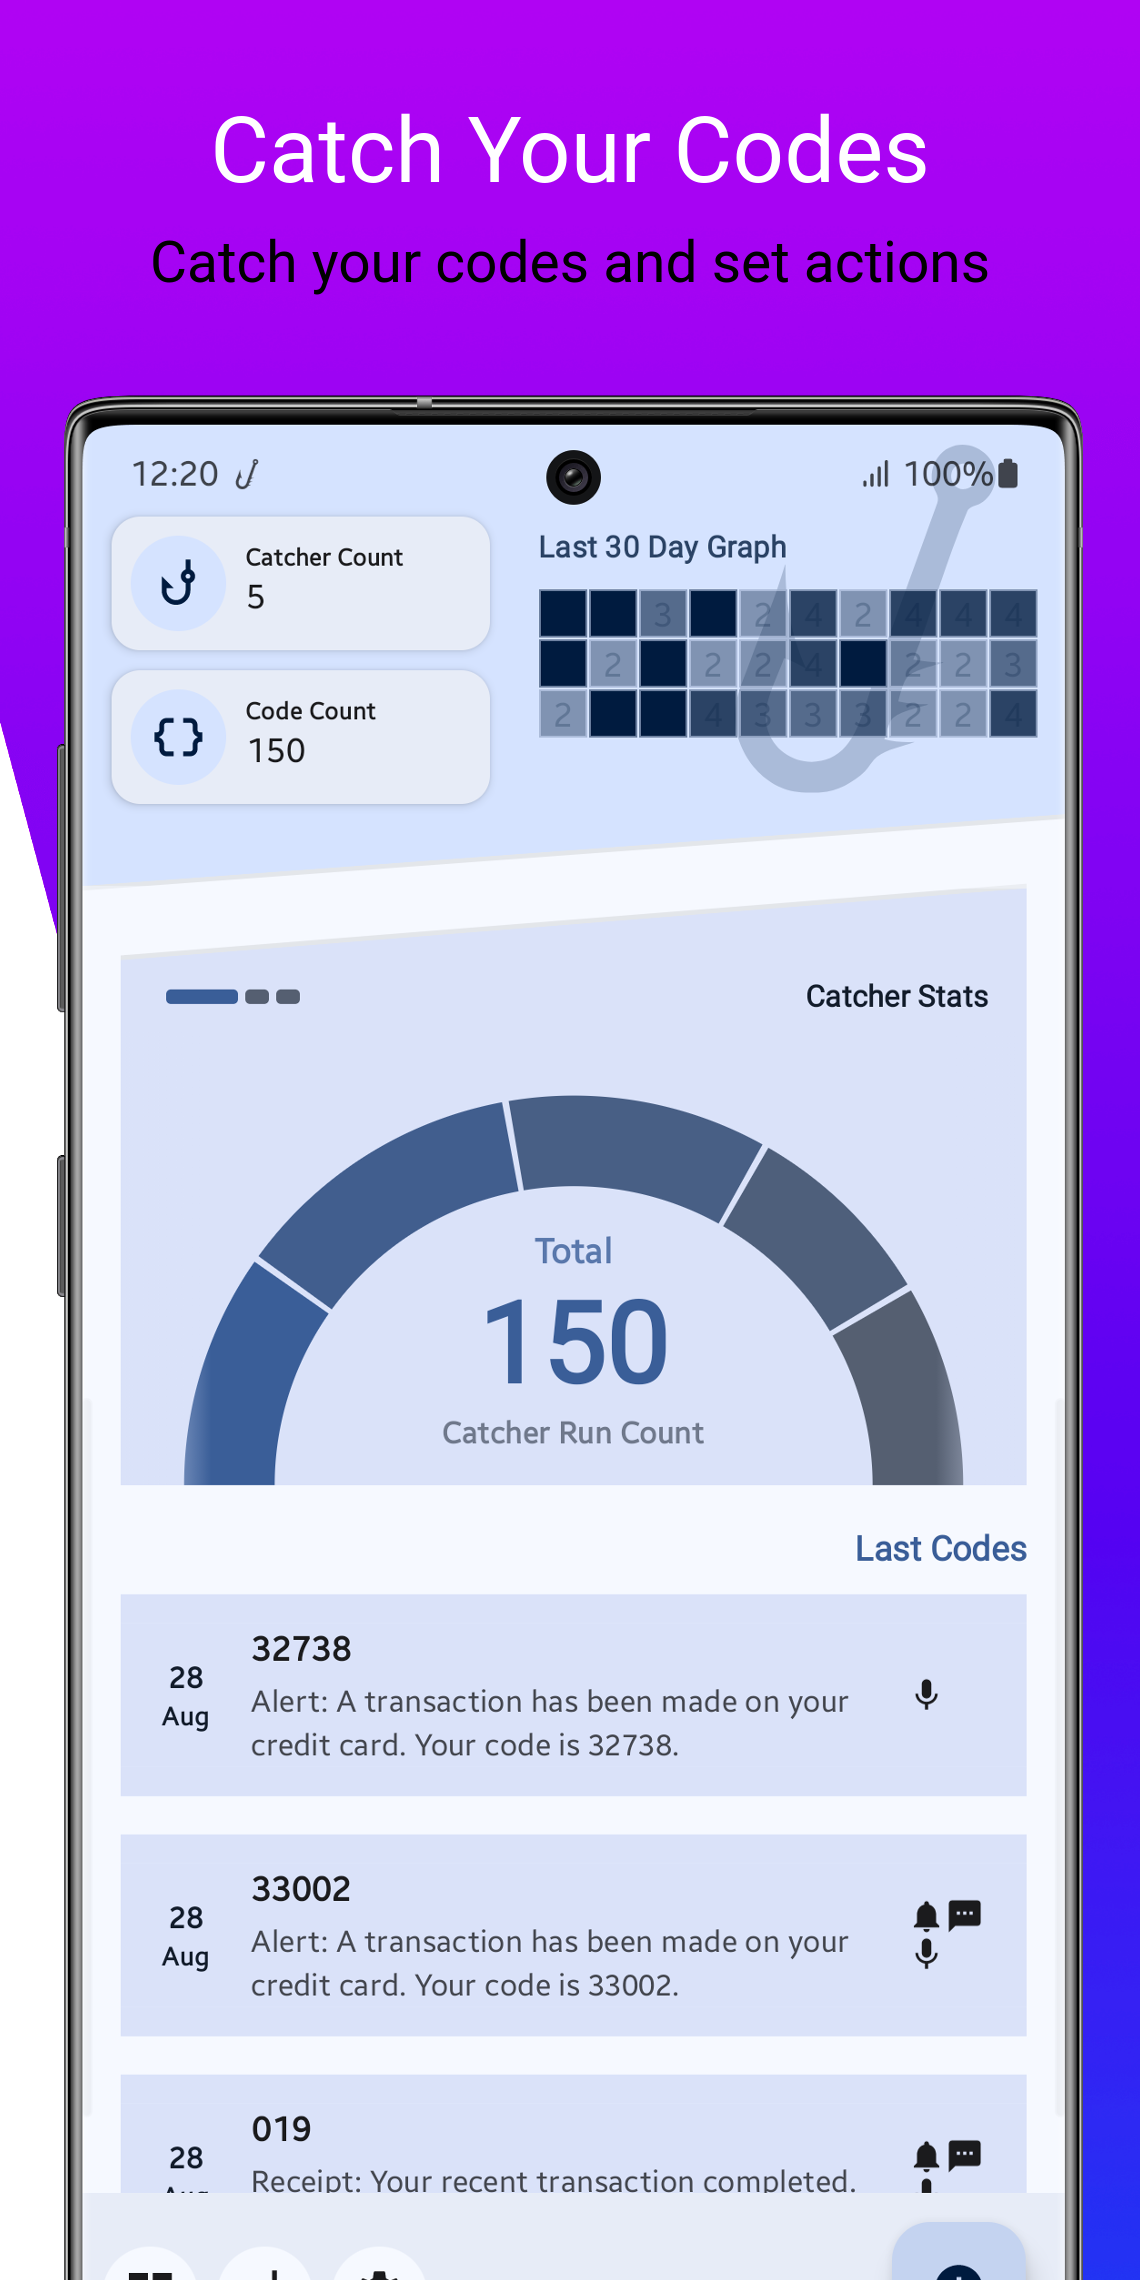 Catch Your Codes
Catch your codes and set actions
12:20
100%
Catcher Count
5
Code Count
150
Last 30 Day Graph
3 2 4 2 4 4 4
2 2 2 4 2 2 3
2 4 3 3 3 2 2 4
Catcher Stats
Total
150
Catcher Run Count
Last Codes
28
Aug
32738
Alert: A transaction has been made on your
credit card. Your code is 32738.
28
Aug
33002
Alert: A transaction has been made on your
credit card. Your code is 33002.
28
019
Receipt: Your recent transaction completed.